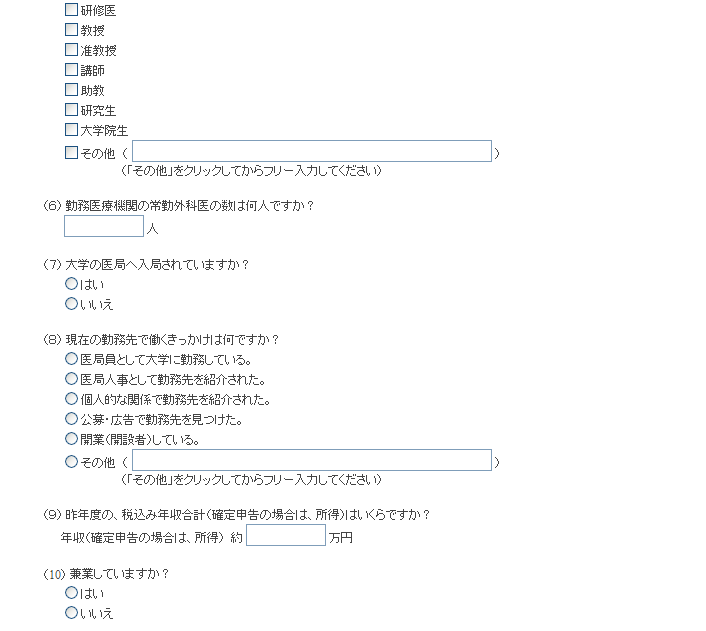 研修医
教授
准教授
講師
助教
研究生
大学院生
その他（ ）
（「その他」をクリックしてからフリー入力してください）
（6）勤務医療機関の常勤外科医の数は何人ですか？
人
（7）大学の医局へ入局されていますか？
はい
いいえ
（8）現在の勤務先で働くきっかけは何ですか？
医局員として大学に勤務している。
医局人事として勤務先を紹介された。
個人的な関係で勤務先を紹介された。
公募・広告で勤務先を見つけた。
開業（開設者）している。
その他（ ）
（「その他」をクリックしてからフリー入力してください）
（9）昨年度の、税込み年収合計（確定申告の場合は、所得）はいくらですか？
年収（確定申告の場合は、所得） 約 万円
（10）兼業していますか？
はい
いいえ